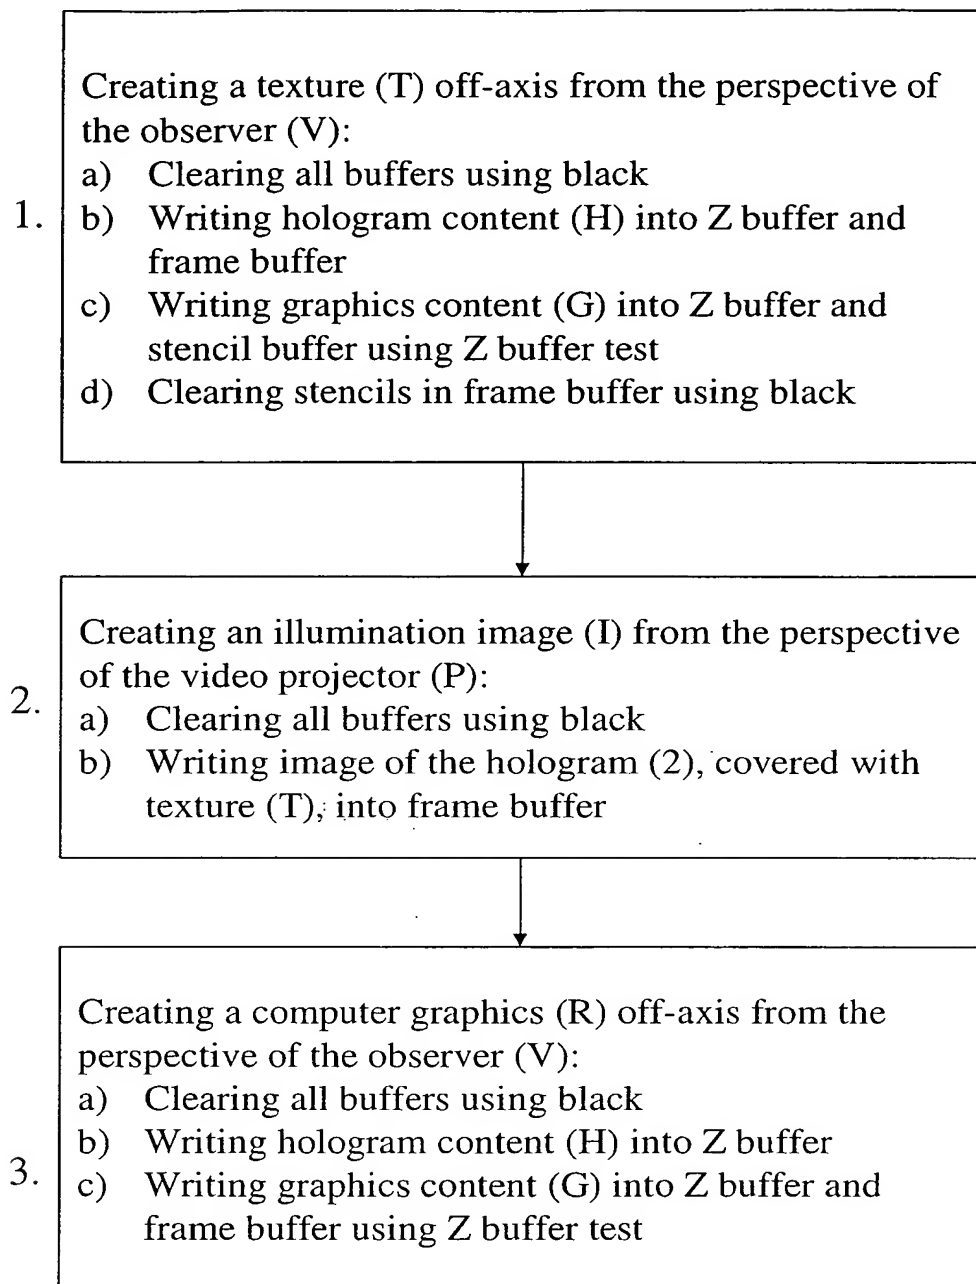 1.
Creating a texture (T) off-axis from the perspective of
the observer (V):
a) Clearing all buffers using black
b) Writing hologram content (H) into Z buffer and
frame buffer
c) Writing graphics content (G) into Z buffer and
stencil buffer using Z buffer test
d) Clearing stencils in frame buffer using black
2.
Creating an illumination image (I) from the perspective
of the video projector (P):
a) Clearing all buffers using black
b) Writing image of the hologram (2), covered with
texture (T), into frame buffer
3.
Creating a computer graphics (R) off-axis from the
perspective of the observer (V):
a) Clearing all buffers using black
b) Writing hologram content (H) into Z buffer
c) Writing graphics content (G) into Z buffer and
frame buffer using Z buffer test